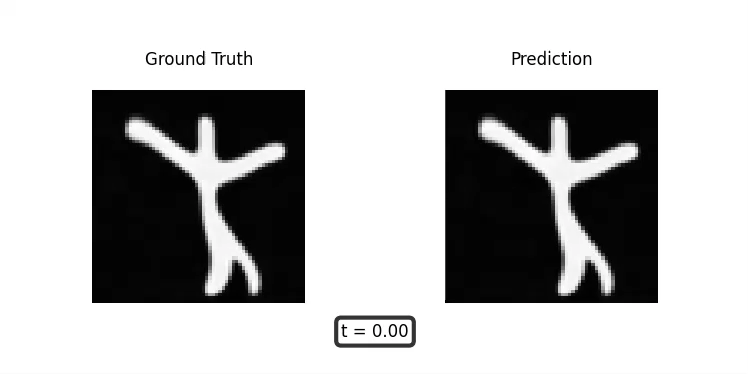 Ground Truth
Prediction
t = 0.00